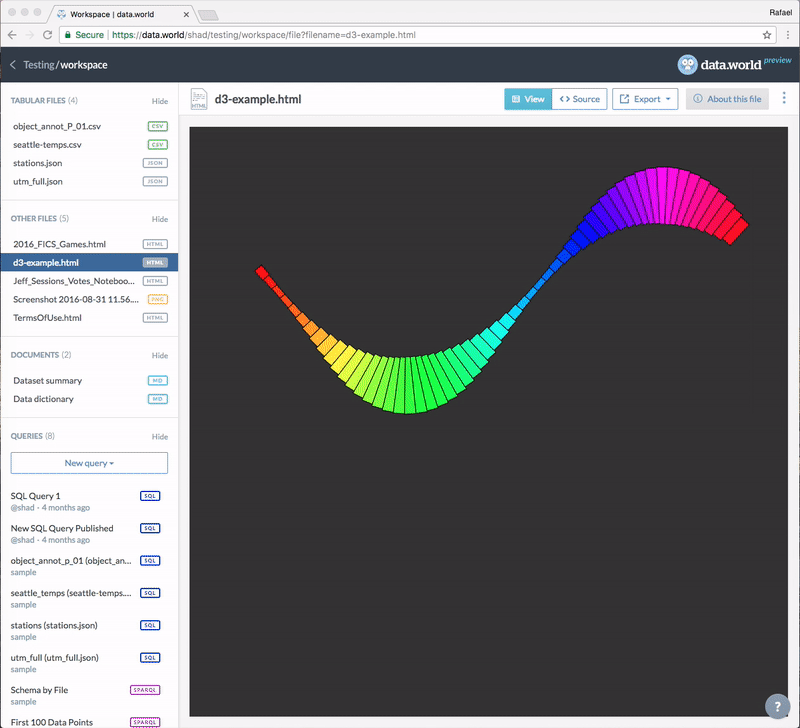 Workspace | data.world
Rafael
Secure | https://data.world/shad/testing/workspace/file?filename=d3-example.html
Testing/workspace
data.world preview
TABULAR FILES (4) Hide
object_annot_P_01.csv CSV
seattle-temps.csv CSV
stations.json JSON
utm_full.json JSON
OTHER FILES (5) Hide
2016_FICS_Games.html HTML
d3-example.html HTML
Jeff_Sessions_Votes_Noteboo... HTML
Screenshot 2016-08-31 11.56.... PNG
TermsOfUse.html HTML
DOCUMENTS (2) Hide
Dataset summary MD
Data dictionary MD
QUERIES (8) Hide
New query
SQL Query 1 SQL
@shad · 4 months ago
New SQL Query Published SQL
@shad · 4 months ago
object_annot_p_01 (object_an... SQL
sample
seattle_temps (seattle-temps.... SQL
sample
stations (stations.json) SQL
sample
utm_full (utm_full.json) SQL
sample
Schema by File SPARQL
sample
First 100 Data Points SPARQL
HTML d3-example.html
View
<> Source
Export
About this file
?